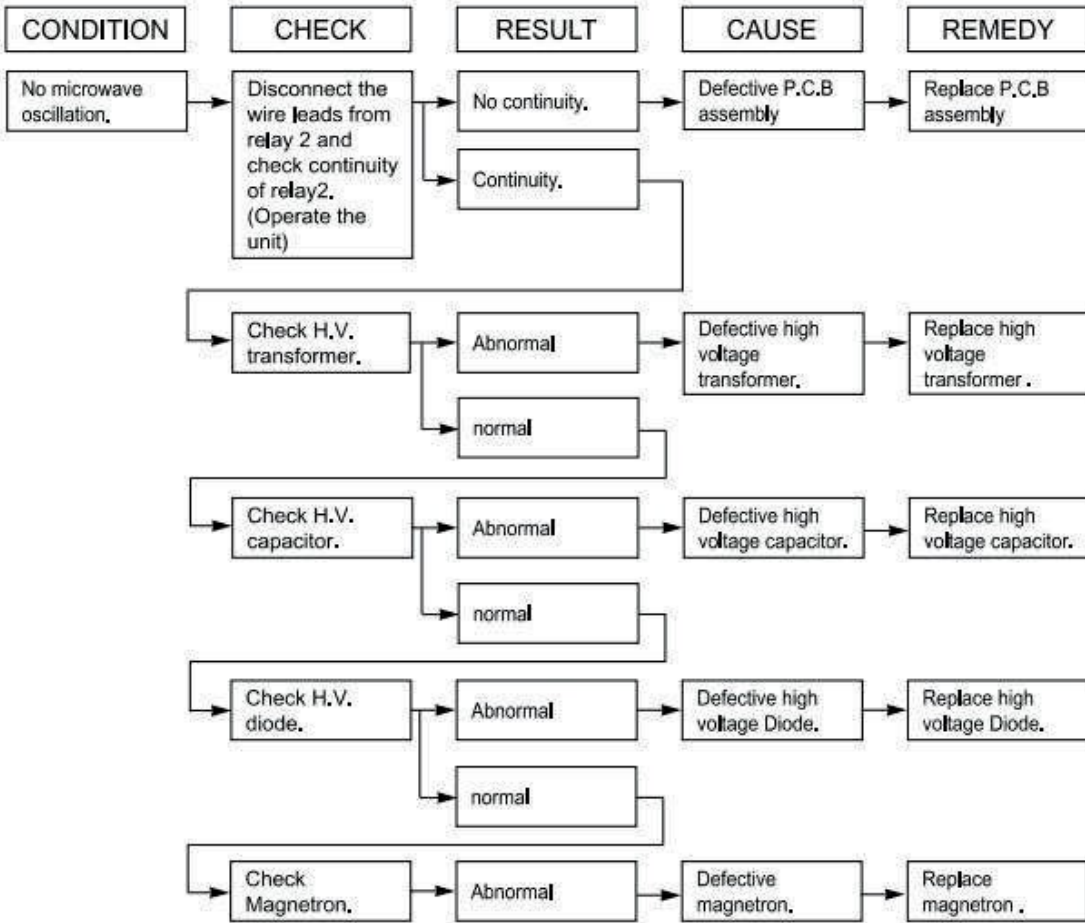 CONDITION
CHECK
RESULT
CAUSE
REMEDY
No microwave
oscillation.
Disconnect the
wire leads from
relay 2 and
check continuity
of relay2.
(Operate the
unit)
No continuity.
Defective P.C.B
assembly
Replace P.C.B
assembly
Continuity.
Check H.V.
transformer.
Abnormal
Defective high
voltage
transformer.
Replace high
voltage
transformer .
normal
Check H.V.
capacitor.
Abnormal
Defective high
voltage capacitor.
Replace high
voltage capacitor.
normal
Check H.V.
diode.
Abnormal
Defective high
voltage Diode.
Replace high
voltage Diode.
normal
Check
Magnetron.
Abnormal
Defective
magnetron.
Replace
magnetron .